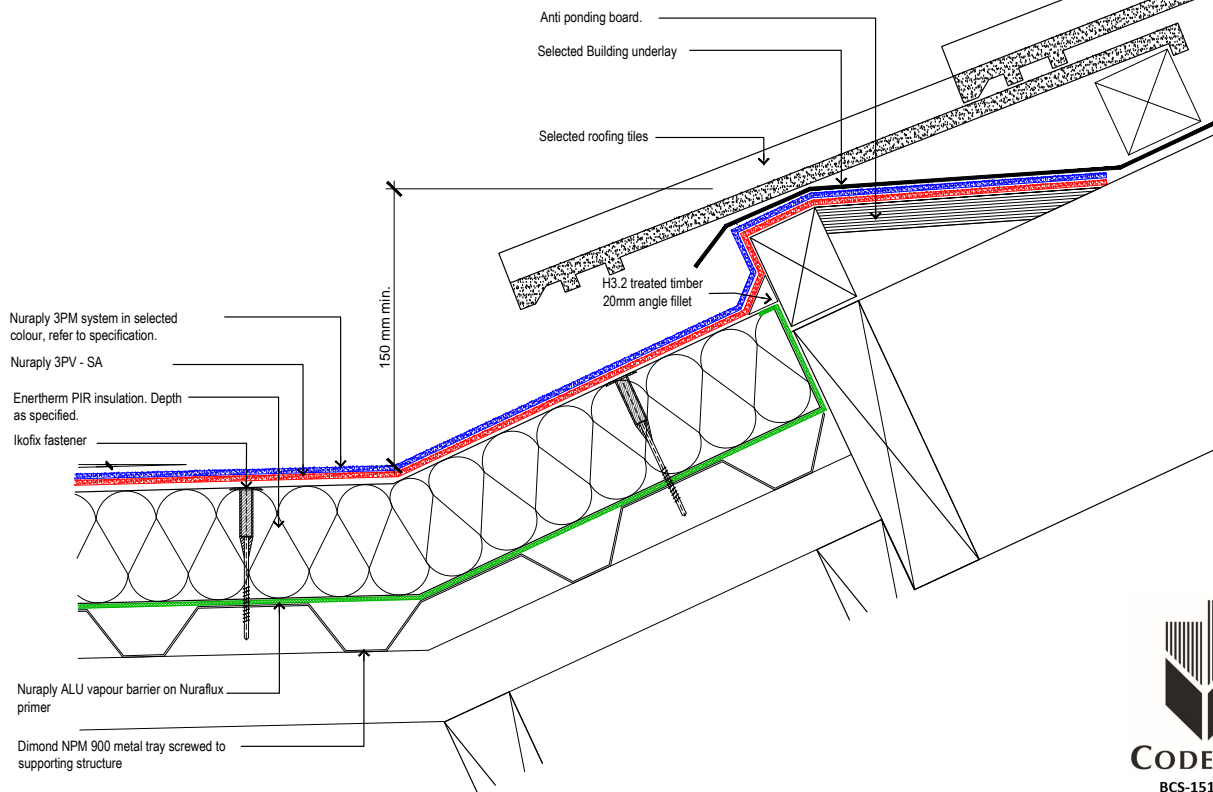 Anti ponding board.
Selected Building underlay
Selected roofing tiles
150 mm min.
H3.2 treated timber
20mm angle fillet
Nuraply 3PM system in selected
colour, refer to specification.
Nuraply 3PV - SA
Enertherm PIR insulation. Depth
as specified.
Ikofix fastener
Nuraply ALU vapour barrier on Nuraflux
primer
Dimond NPM 900 metal tray screwed to
supporting structure
CODE
BCS-151